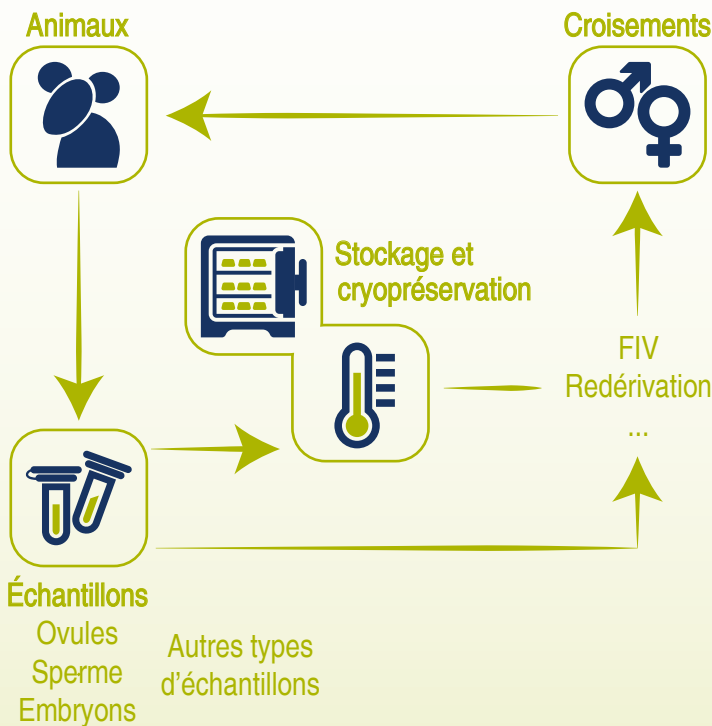 Animaux
Croisements
Stockage et
cryopréservation
FIV
Redérivation
...
Échantillons
Ovules
Sperme
Embryons
Autres types
d'échantillons